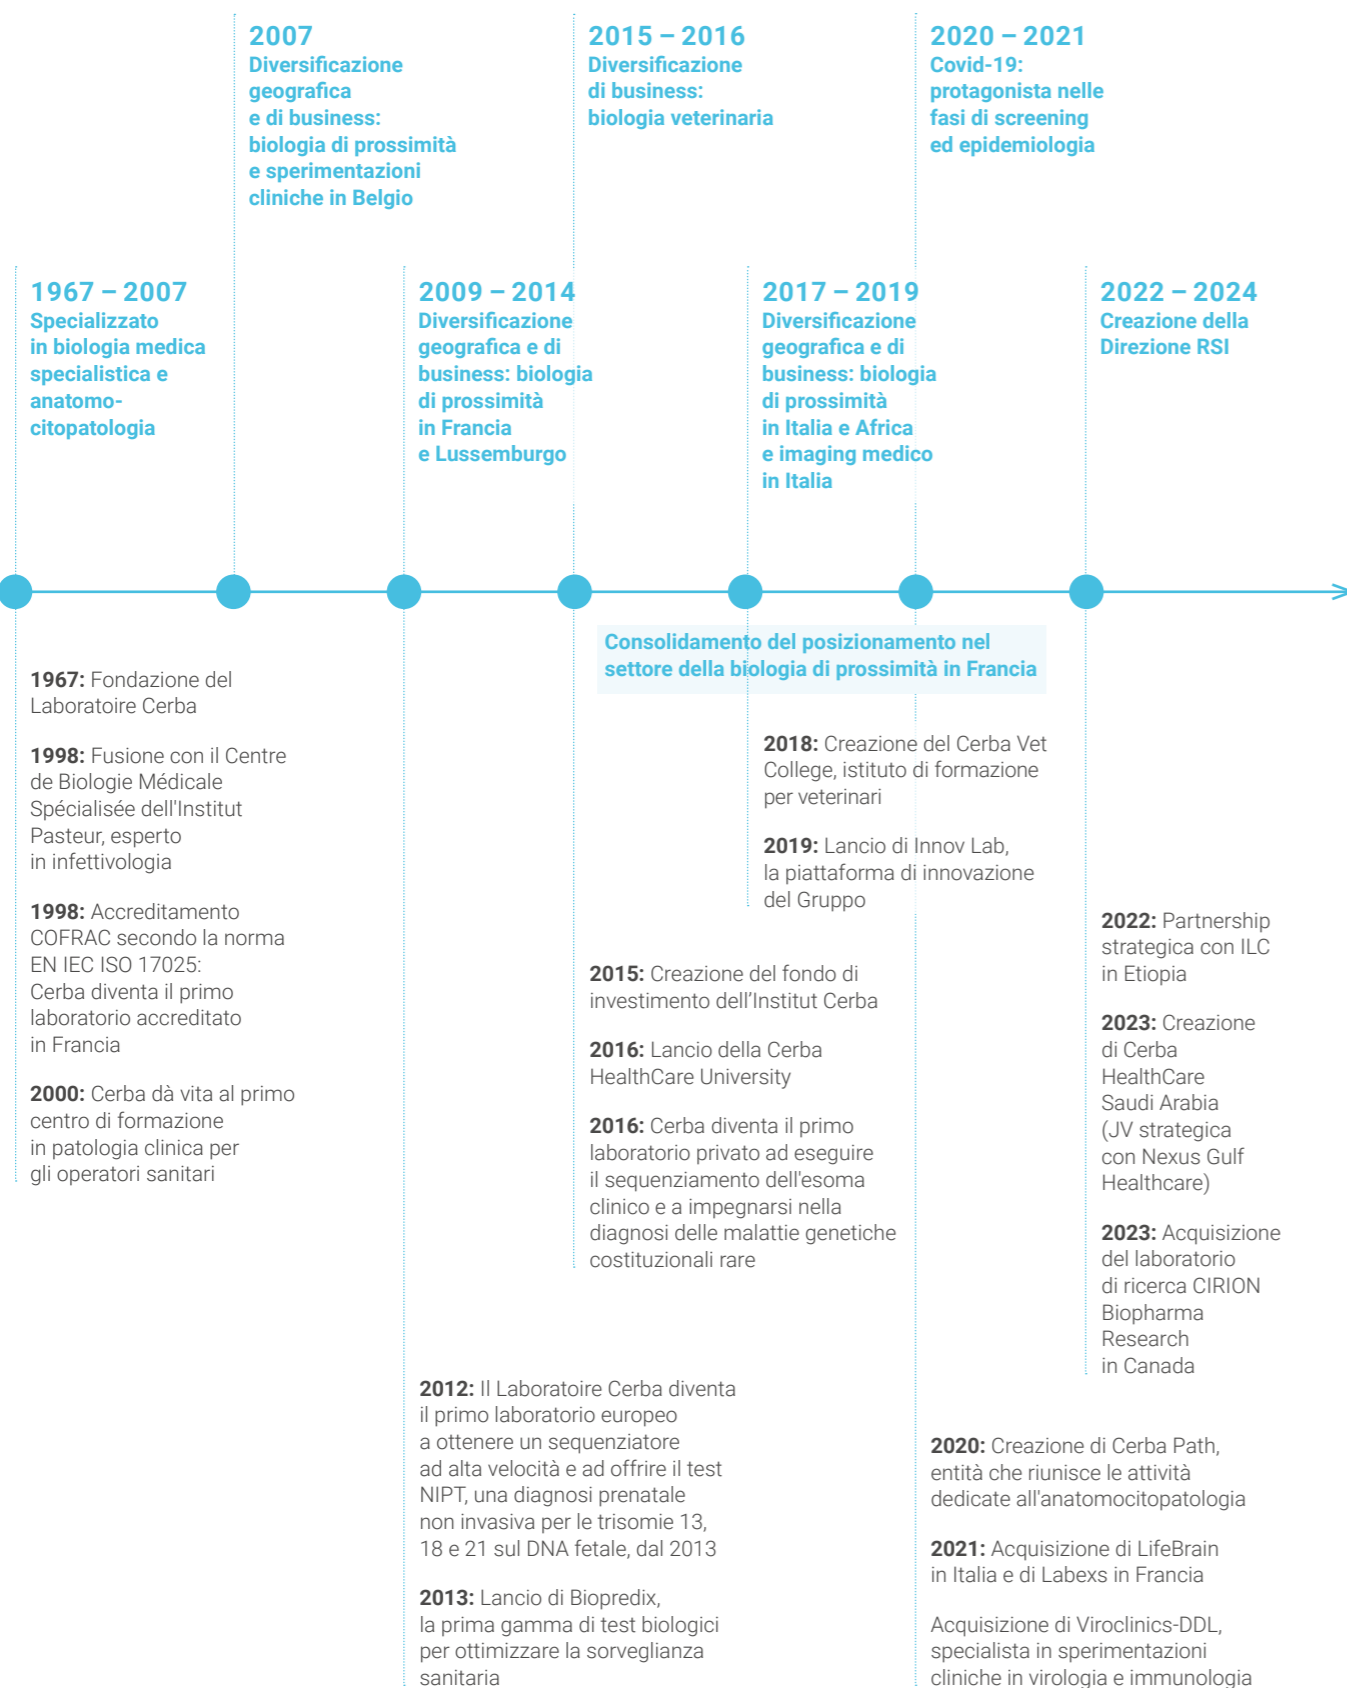 2007
Diversificazione
geografica
e di business:
biologia di prossimità
e sperimentazioni
cliniche in Belgio
2015 – 2016
Diversificazione
di business:
biologia veterinaria
2020 – 2021
Covid-19:
protagonista nelle
fasi di screening
ed epidemiologia
1967 – 2007
Specializzato
in biologia medica
specialistica e
anatomo-
citopatologia
2009 – 2014
Diversificazione
geografica e di
business: biologia
di prossimità
in Francia
e Lussemburgo
2017 – 2019
Diversificazione
geografica e di
business: biologia
di prossimità
in Italia e Africa
e imaging medico
in Italia
2022 – 2024
Creazione della
Direzione RSI
Consolidamento del posizionamento nel
settore della biologia di prossimità in Francia
1967: Fondazione del
Laboratoire Cerba
1998: Fusione con il Centre
de Biologie Médicale
Spécialisée dell'Institut
Pasteur, esperto
in infettivologia
1998: Accreditamento
COFRAC secondo la norma
EN IEC ISO 17025:
Cerba diventa il primo
laboratorio accreditato
in Francia
2000: Cerba dà vita al primo
centro di formazione
in patologia clinica per
gli operatori sanitari
2012: Il Laboratoire Cerba diventa
il primo laboratorio europeo
a ottenere un sequenziatore
ad alta velocità e ad offrire il test
NIPT, una diagnosi prenatale
non invasiva per le trisomie 13,
18 e 21 sul DNA fetale, dal 2013
2013: Lancio di Biopredix,
la prima gamma di test biologici
per ottimizzare la sorveglianza
sanitaria
2015: Creazione del fondo di
investimento dell’Institut Cerba
2016: Lancio della Cerba
HealthCare University
2016: Cerba diventa il primo
laboratorio privato ad eseguire
il sequenziamento dell'esoma
clinico e a impegnarsi nella
diagnosi delle malattie genetiche
costituzionali rare
2018: Creazione del Cerba Vet
College, istituto di formazione
per veterinari
2019: Lancio di Innov Lab,
la piattaforma di innovazione
del Gruppo
2020: Creazione di Cerba Path,
entità che riunisce le attività
dedicate all'anatomocitopatologia
2021: Acquisizione di LifeBrain
in Italia e di Labexs in Francia
Acquisizione di Viroclinics-DDL,
specialista in sperimentazioni
cliniche in virologia e immunologia
2022: Partnership
strategica con ILC
in Etiopia
2023: Creazione
di Cerba
HealthCare
Saudi Arabia
(JV strategica
con Nexus Gulf
Healthcare)
2023: Acquisizione
del laboratorio
di ricerca CIRION
Biopharma
Research
in Canada